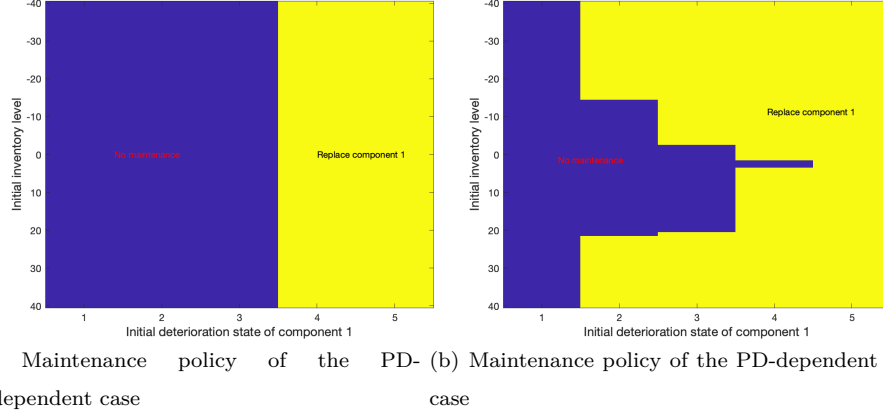 -40
-30
-20
-10
0
10
20
30
40
Initial inventory level
No maintenance
Replace component 1
1 2 3 4 5
Initial deterioration state of component 1
-40
-30
-20
-10
0
10
20
30
40
Initial inventory level
No maintenance
Replace component 1
1 2 3 4 5
Initial deterioration state of component 1
Maintenance policy of the PD-
dependent case
(b) Maintenance policy of the PD-dependent
case